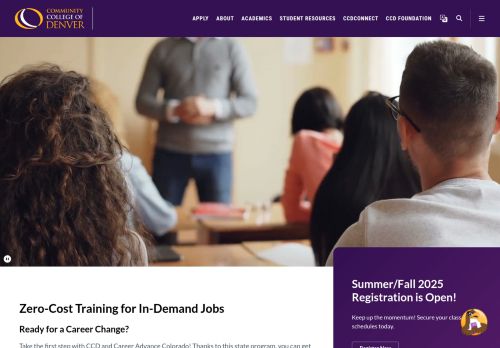 COMMUNITY
COLLEGE OF
DENVER
APPLY ABOUT ACADEMICS STUDENT RESOURCES CCDCONNECT CCD FOUNDATION
Zero-Cost Training for In-Demand Jobs
Ready for a Career Change?
Take the first step with CCD and Career Advance Colorado! Thanks to this state program, you can get
Summer/Fall 2025
Registration is Open!
Keep up the momentum! Secure your class
schedules today.
Register Now